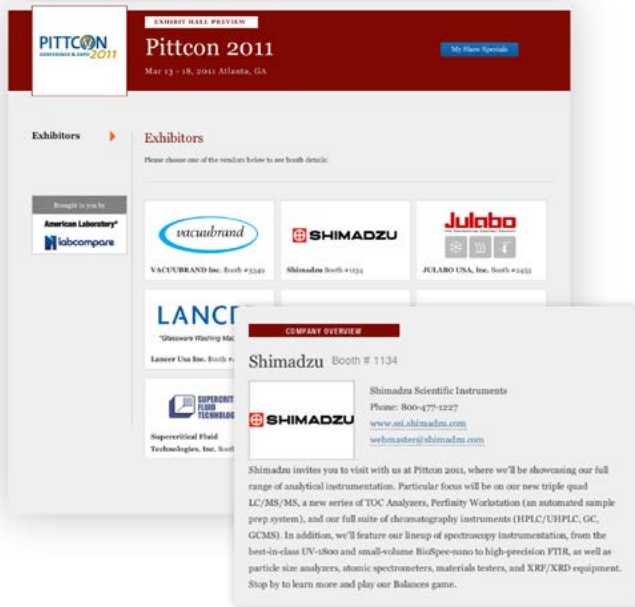 EXHIBIT HALL PREVIEW
PITTCON
CONFERENCE & EXPO 2011
Pittcon 2011
Mar 13 - 18, 2011 Atlanta, GA
My Show Specials
Exhibitors
Exhibitors
Please choose one of the vendors below to see booth details:
Brought to you by
American Laboratory
labcompare
vacuubrand
VACUUBRAND Inc. Booth #3349
SHIMADZU
Shimadzu Booth #1134
Julabo
JULABO USA, Inc. Booth #2453
LANCE
"Glassware Washing
Lancer Usa Inc. Booth
SUPERCRIT
FLUID
TECHNOLO
Supercritical Fluid
Technologies, Inc.
COMPANY OVERVIEW
Shimadzu Booth # 1134
SHIMADZU
Shimadzu Scientific Instruments
Phone: 800-477-1227
www.ssi.shimadzu.com
webmaster@shimadzu.com
Shimadzu invites you to visit with us at Pittcon 2011, where we'll be showcasing our full
range of analytical instrumentation. Particular focus will be on our new triple quad
LC/MS/MS, a new series of TOC Analyzers, Perfinity Workstation (an automated sample
prep system), and our full suite of chromatography instruments (HPLC/UHPLC, GC,
GCMS). In addition, we'll feature our lineup of spectroscopy instrumentation, from the
best-in-class UV-1800 and small-volume BioSpec-nano to high-precision FTIR, as well as
particle size analyzers, atomic spectrometers, materials testers, and XRF/XRD equipment.
Stop by to learn more and play our Balances game.